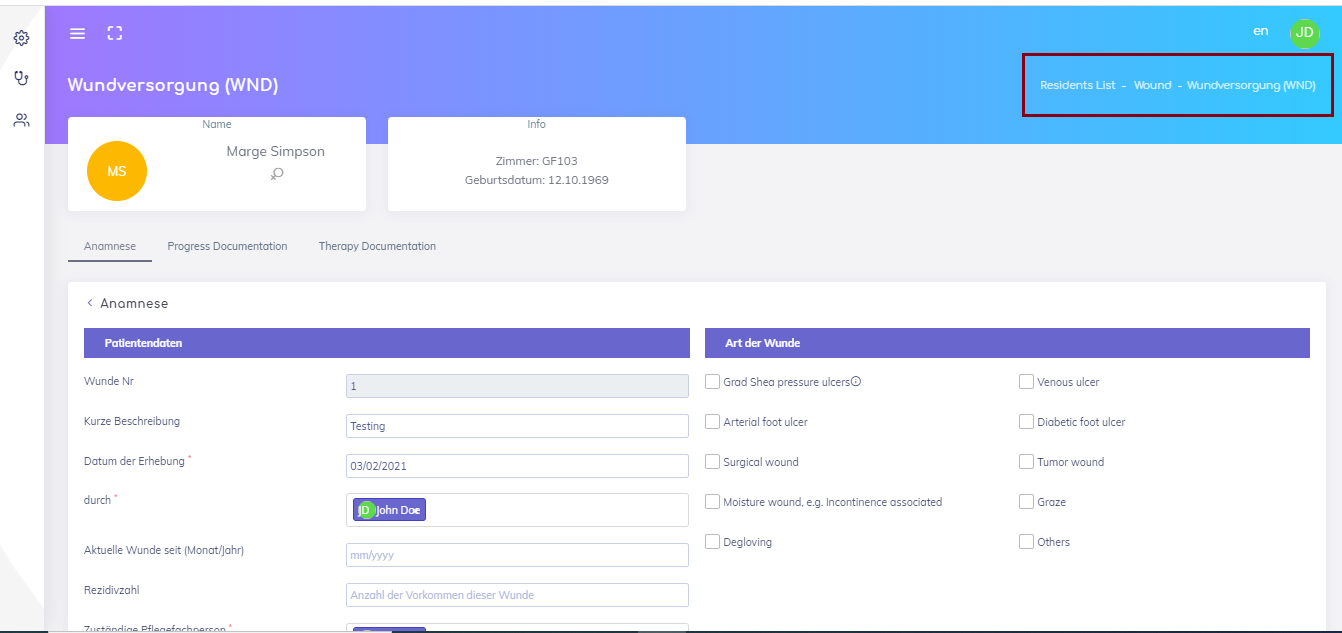 en JD
Wundversorgung (WND)
Residents List - Wound - Wundversorgung (WND)
Name
MS
Marge Simpson
Info
Zimmer: GF103
Geburtsdatum: 12.10.1969
Anamnese Progress Documentation Therapy Documentation
Anamnese
Patientendaten
Wunde Nr 1
Kurze Beschreibung Testing
Datum der Erhebung * 03/02/2021
durch * JD John Doe
Aktuelle Wunde seit (Monat/Jahr) mm/yyyy
Rezidivzahl Anzahl der Vorkommen dieser Wunde
Zuständige Pflegefachperson *
Art der Wunde
Grad Shea pressure ulcers Venous ulcer
Arterial foot ulcer Diabetic foot ulcer
Surgical wound Tumor wound
Moisture wound, e.g. Incontinence associated Graze
Degloving Others